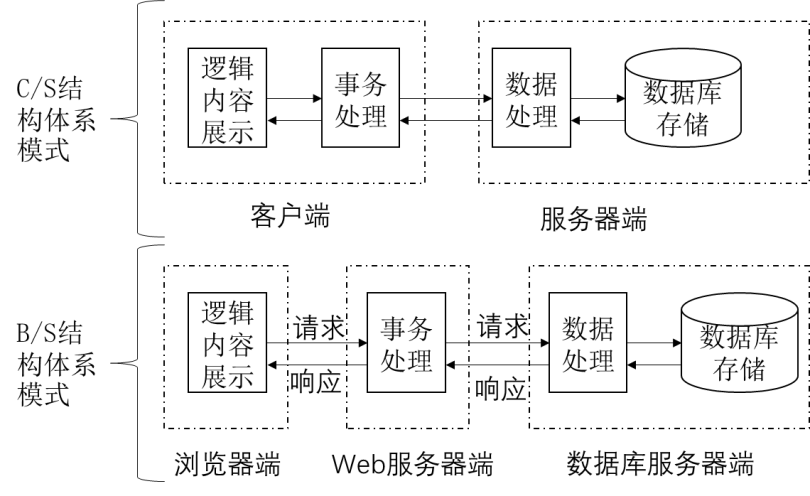 C/S结
构体系
模式
逻辑
内容
展示
事务
处理
数据
处理
数据库
存储
客户端
服务器端
B/S结
构体系
模式
逻辑
内容
展示
请求
响应
事务
处理
请求
响应
数据
处理
数据库
存储
浏览器端
Web服务器端
数据库服务器端